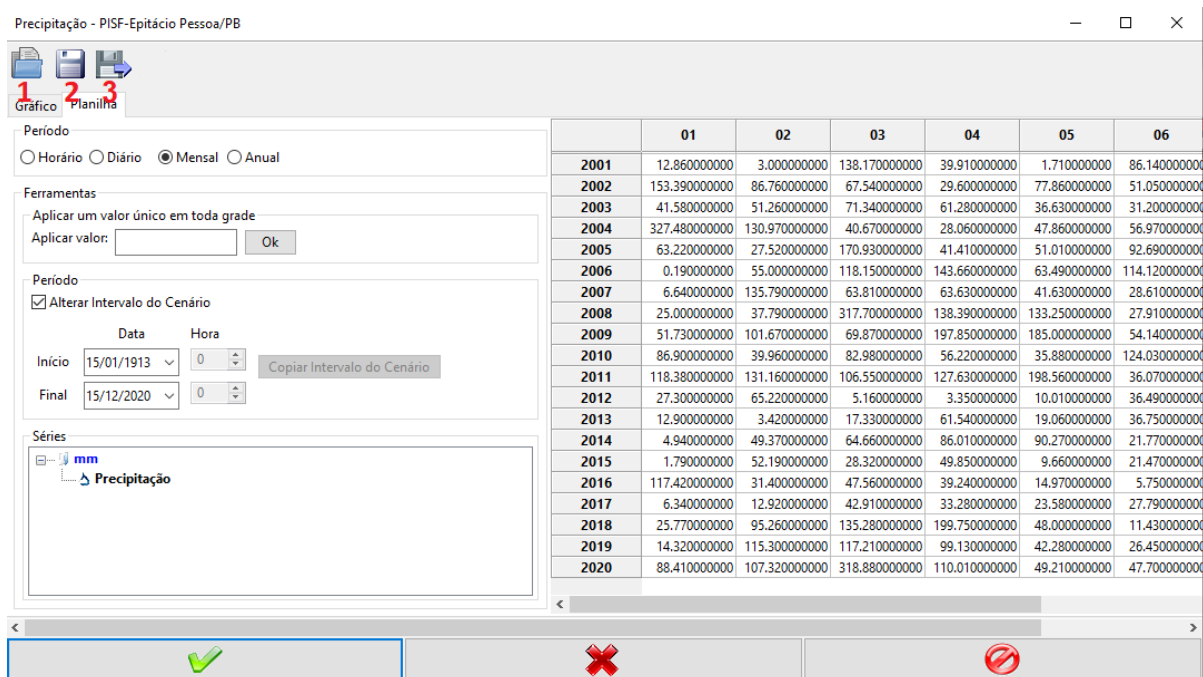 Precipitação - PISF-Epitácio Pessoa/PB
1 2 3
Gráfico Planilha
Período
Horário Diário Mensal Anual
Ferramentas
Aplicar um valor único em toda grade
Aplicar valor: Ok
Período
Alterar Intervalo do Cenário
Data Hora
Início 15/01/1913 0 Copiar Intervalo do Cenário
Final 15/12/2020 0
Séries
mm
Precipitação
01 02 03 04 05 06
2001 12.860000000 3.000000000 138.170000000 39.910000000 1.710000000 86.140000000
2002 153.390000000 86.760000000 67.540000000 29.600000000 77.860000000 51.050000000
2003 41.580000000 51.260000000 71.340000000 61.280000000 36.630000000 31.200000000
2004 327.480000000 130.970000000 40.670000000 28.060000000 47.860000000 56.970000000
2005 63.220000000 27.520000000 170.930000000 41.410000000 51.010000000 92.690000000
2006 0.190000000 55.000000000 118.150000000 143.660000000 63.490000000 114.120000000
2007 6.640000000 135.790000000 63.810000000 63.630000000 41.630000000 28.610000000
2008 25.000000000 37.790000000 317.700000000 138.390000000 133.250000000 27.910000000
2009 51.730000000 101.670000000 69.870000000 197.850000000 185.000000000 54.140000000
2010 86.900000000 39.960000000 82.980000000 56.220000000 35.880000000 124.030000000
2011 118.380000000 131.160000000 106.550000000 127.630000000 198.560000000 36.070000000
2012 27.300000000 65.220000000 5.160000000 3.350000000 10.010000000 36.490000000
2013 12.900000000 3.420000000 17.330000000 61.540000000 19.060000000 36.750000000
2014 4.940000000 49.370000000 64.660000000 86.010000000 90.270000000 21.770000000
2015 1.790000000 52.190000000 28.320000000 49.850000000 9.660000000 21.470000000
2016 117.420000000 31.400000000 47.560000000 39.240000000 14.970000000 5.750000000
2017 6.340000000 12.920000000 42.910000000 33.280000000 23.580000000 27.790000000
2018 25.770000000 95.260000000 135.280000000 199.750000000 48.000000000 11.430000000
2019 14.320000000 115.300000000 117.210000000 99.130000000 42.280000000 26.450000000
2020 88.410000000 107.320000000 318.880000000 110.010000000 49.210000000 47.700000000